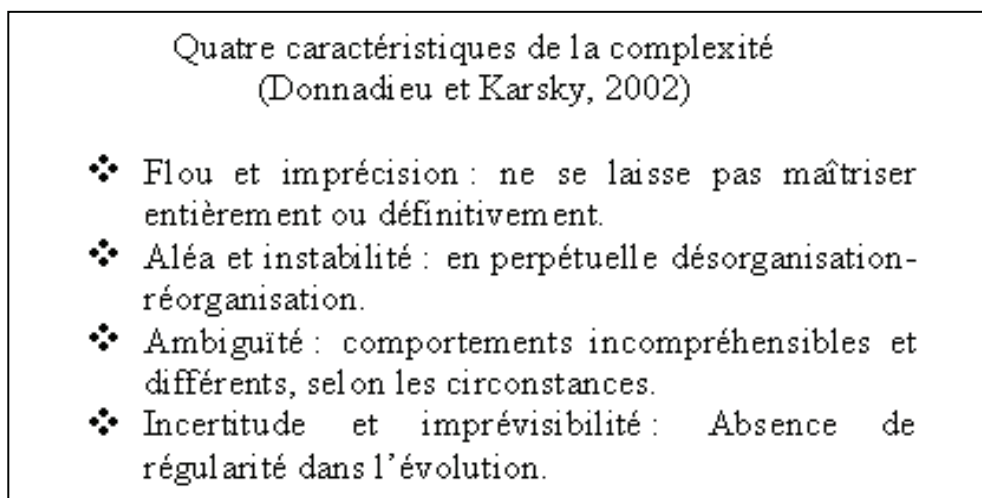 Quatre caractéristiques de la complexité
(Donnadieu et Karsky, 2002)
❖ Flou et imprécision : ne se laisse pas maîtriser
entièrement ou définitivement.
❖ Aléa et instabilité : en perpétuelle désorganisation-
réorganisation.
❖ Ambiguïté : comportements incompréhensibles et
différents, selon les circonstances.
❖ Incertitude et imprévisibilité : Absence de
régularité dans l'évolution.